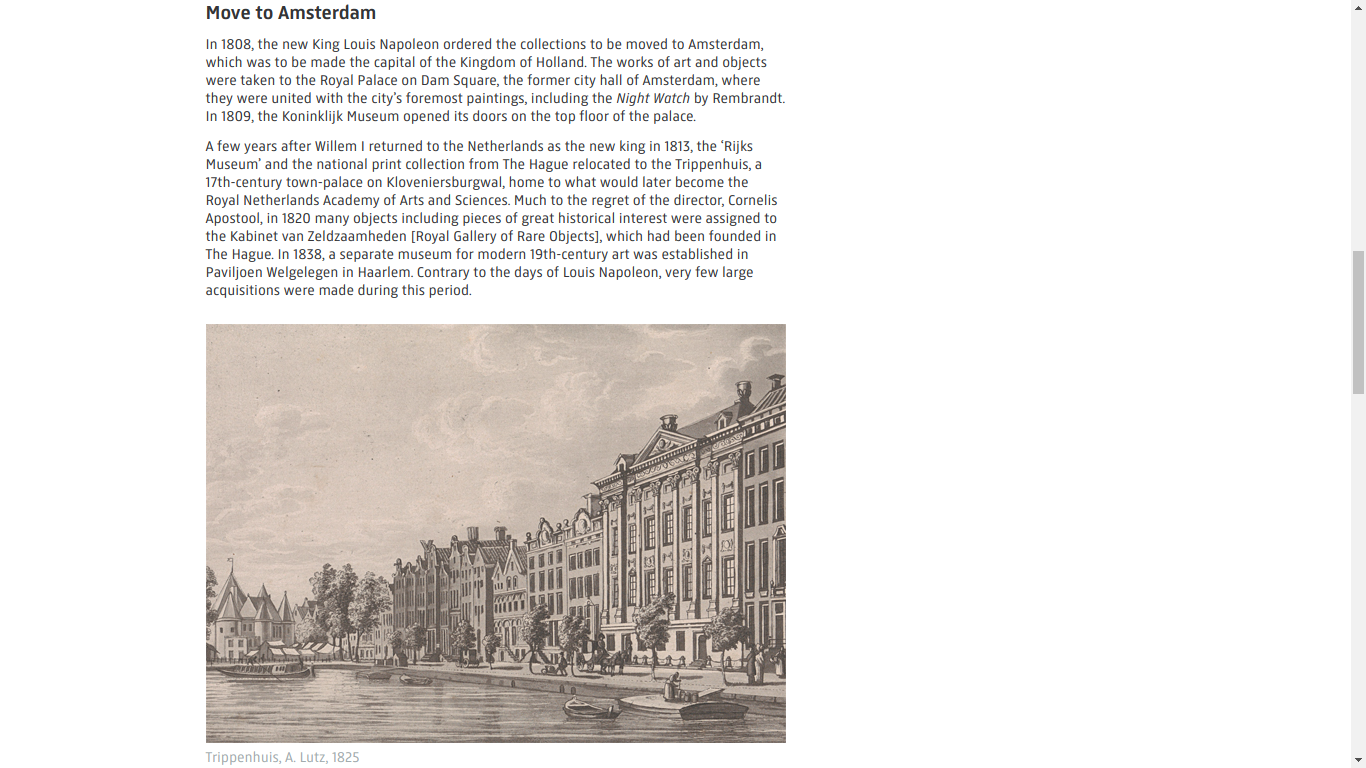 Move to Amsterdam
In 1808, the new King Louis Napoleon ordered the collections to be moved to Amsterdam,
which was to be made the capital of the Kingdom of Holland. The works of art and objects
were taken to the Royal Palace on Dam Square, the former city hall of Amsterdam, where
they were united with the city's foremost paintings, including the Night Watch by Rembrandt.
In 1809, the Koninklijk Museum opened its doors on the top floor of the palace.
A few years after Willem I returned to the Netherlands as the new king in 1813, the ‘Rijks
Museum’ and the national print collection from The Hague relocated to the Trippenhuis, a
17th-century town-palace on Kloveniersburgwal, home to what would later become the
Royal Netherlands Academy of Arts and Sciences. Much to the regret of the director, Cornelis
Apostool, in 1820 many objects including pieces of great historical interest were assigned to
the Kabinet van Zeldzaamheden [Royal Gallery of Rare Objects], which had been founded in
The Hague. In 1838, a separate museum for modern 19th-century art was established in
Paviljoen Welgelegen in Haarlem. Contrary to the days of Louis Napoleon, very few large
acquisitions were made during this period.
Trippenhuis, A. Lutz, 1825